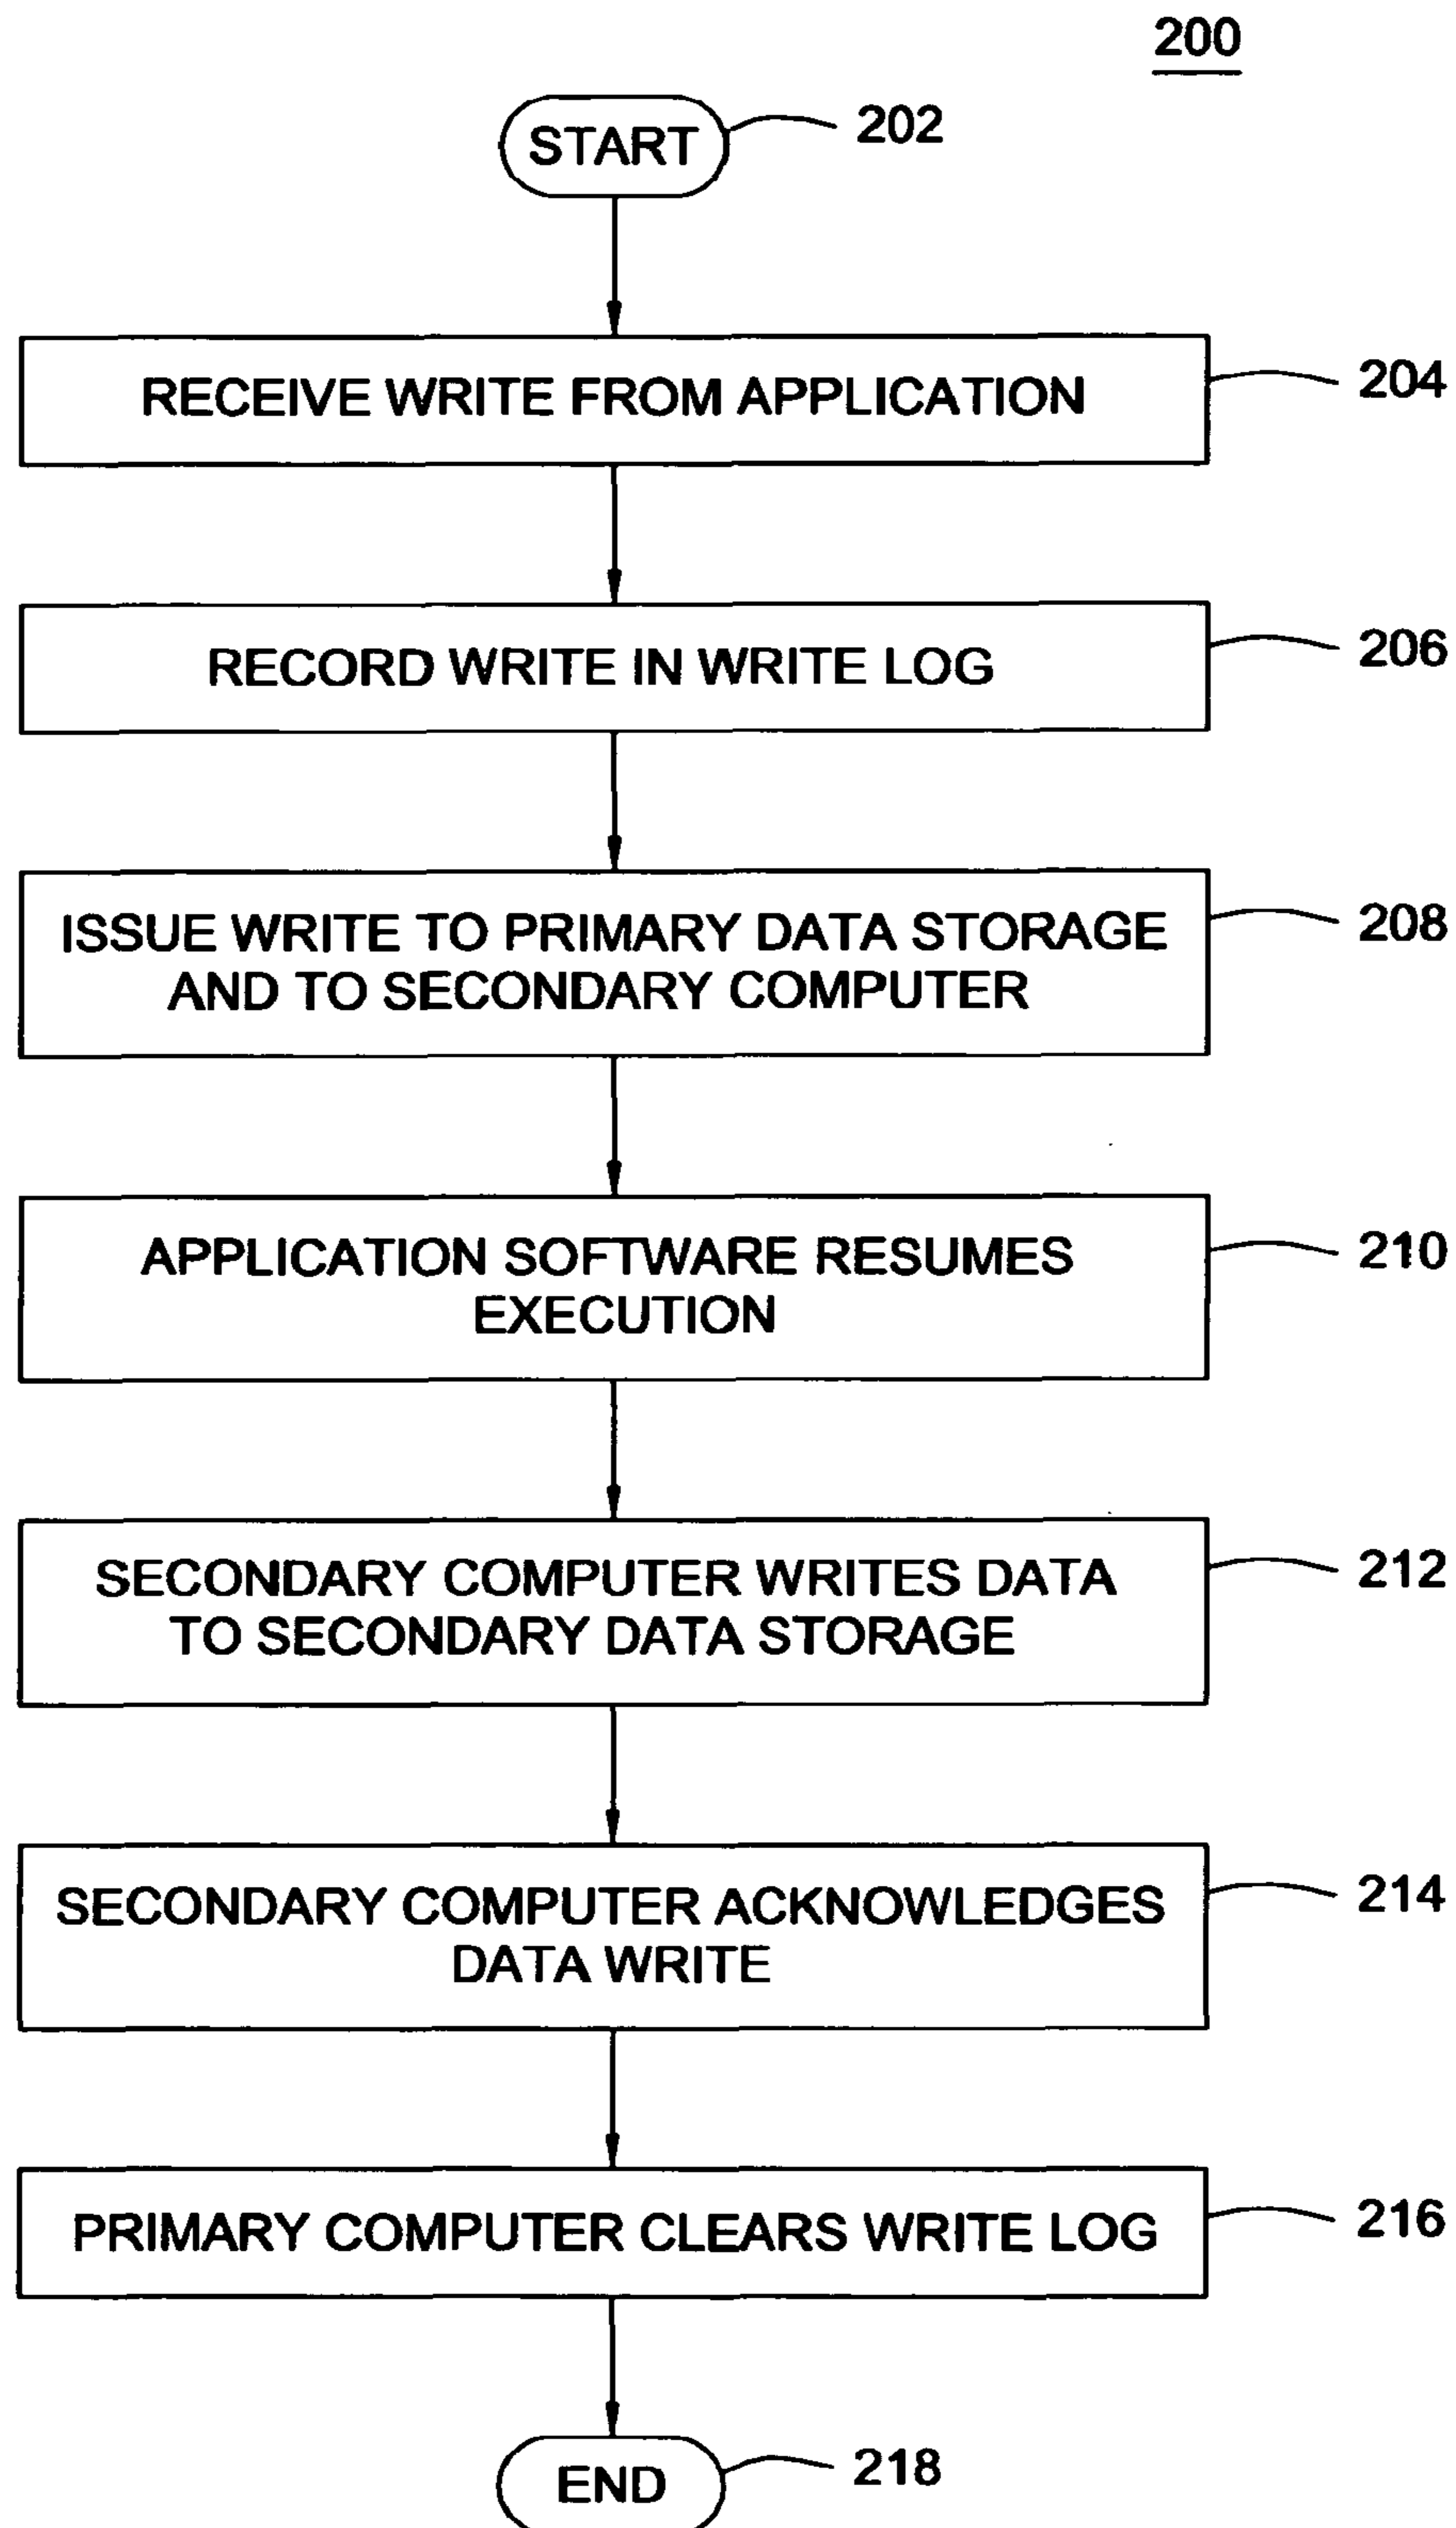 200
START
202
RECEIVE WRITE FROM APPLICATION
204
RECORD WRITE IN WRITE LOG
206
ISSUE WRITE TO PRIMARY DATA STORAGE
AND TO SECONDARY COMPUTER
208
APPLICATION SOFTWARE RESUMES
EXECUTION
210
SECONDARY COMPUTER WRITES DATA
TO SECONDARY DATA STORAGE
212
SECONDARY COMPUTER ACKNOWLEDGES
DATA WRITE
214
PRIMARY COMPUTER CLEARS WRITE LOG
216
END
218